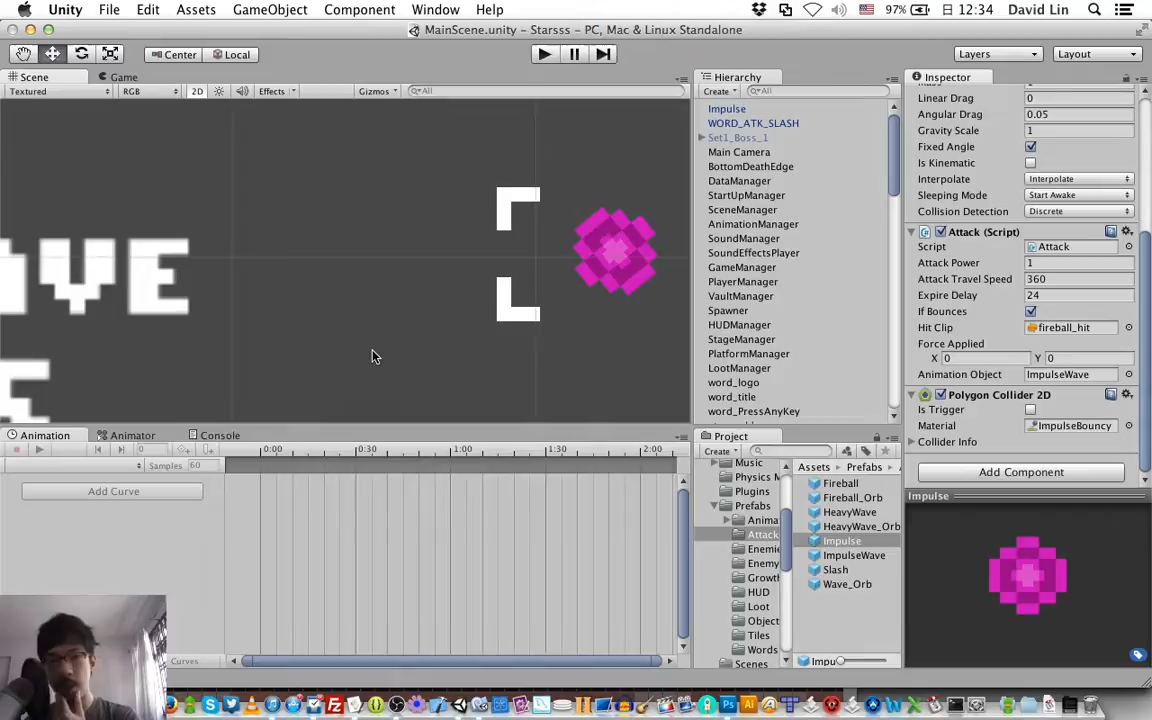 Unity File Edit Assets GameObject Component Window Help 97% 12:34 David Lin
MainScene.unity - Starsss - PC, Mac & Linux Standalone
Center Local Layers Layout
Scene Game
Textured RGB 2D Effects Gizmos All
AVE
Hierarchy
Create All
Impulse
WORD_ATK_SLASH
Set1_Boss_1
Main Camera
BottomDeathEdge
DataManager
StartUpManager
SceneManager
AnimationManager
SoundManager
SoundEffectsPlayer
GameManager
PlayerManager
VaultManager
Spawner
HUDManager
StageManager
PlatformManager
LootManager
word_logo
word_title
word_PressAnyKey
Inspector
Linear Drag 0
Angular Drag 0.05
Gravity Scale 1
Fixed Angle
Is Kinematic
Interpolate Interpolate
Sleeping Mode Start Awake
Collision Detection Discrete
Attack (Script)
Script Attack
Attack Power 1
Attack Travel Speed 360
Expire Delay 24
If Bounces
Hit Clip fireball_hit
Force Applied
X 0 Y 0
Animation Object ImpulseWave
Polygon Collider 2D
Is Trigger
Material ImpulseBouncy
Collider Info
Add Component
Impulse
Animation Animator Console
0 0:00 0:30 1:00 1:30 2:00
Samples 60
Add Curve
Curves
Project
Create
Music
Physics M
Plugins
Prefabs
Anima
Attack
Enemie
Enemy
Growth
HUD
Loot
Object
Tiles
Words
Scenes
Assets Prefabs
Fireball
Fireball_Orb
HeavyWave
HeavyWave_Orb
Impulse
ImpulseWave
Slash
Wave_Orb
Impu